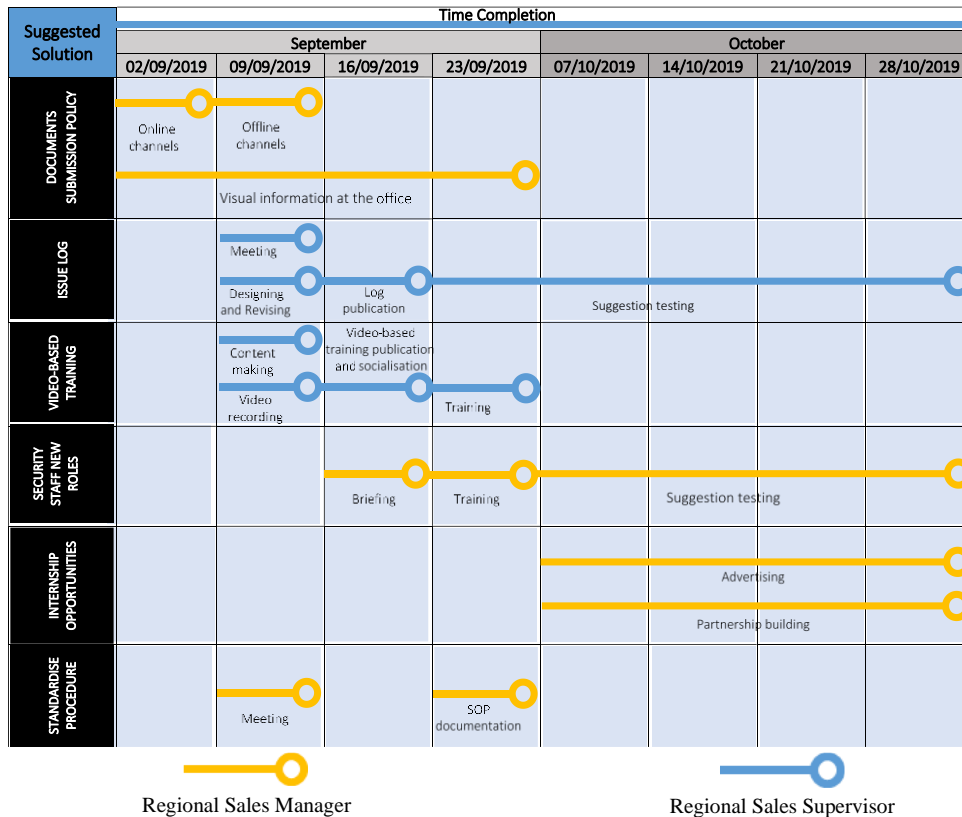 Time Completion
Suggested
Solution
September
October
02/09/2019
09/09/2019
16/09/2019
23/09/2019
07/10/2019
14/10/2019
21/10/2019
28/10/2019
DOCUMENTS
SUBMISSION POLICY
Online
channels
Offline
channels
Visual information at the office
ISSUE LOG
Meeting
Designing
and Revising
Log
publication
Suggestion testing
VIDEO-BASED
TRAINING
Content
making
Video-based
training publication
and socialisation
Video
recording
Training
SECURITY
STAFF NEW
ROLES
Briefing
Training
Suggestion testing
INTERNSHIP
OPPORTUNITIES
Advertising
Partnership building
STANDARDISE
PROCEDURE
Meeting
SOP
documentation
Regional Sales Manager
Regional Sales Supervisor